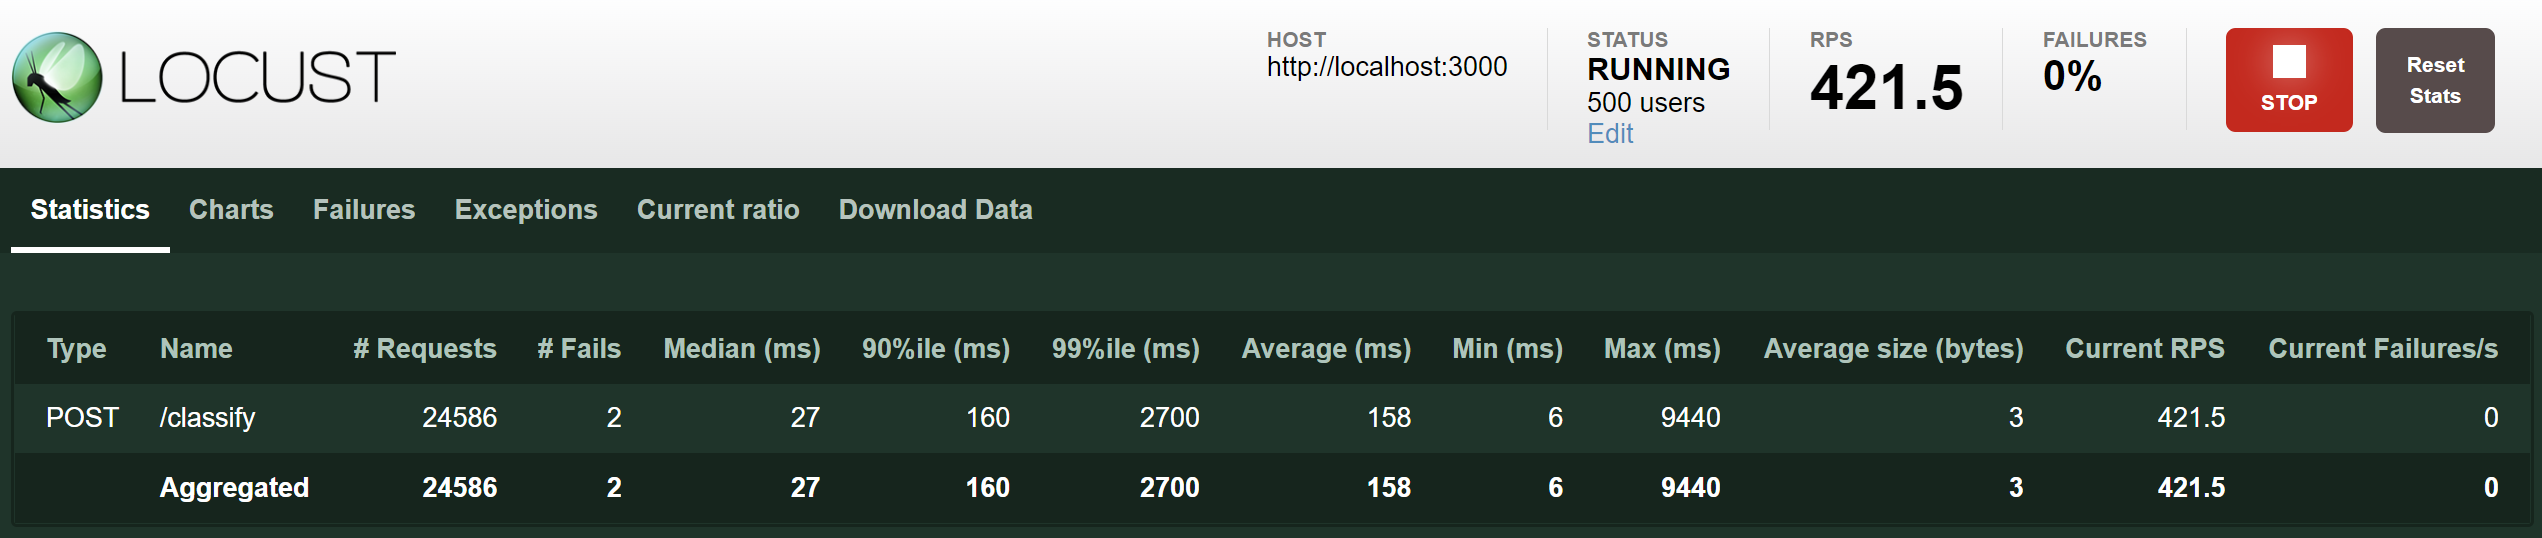 LOCUST
HOST
http://localhost:3000
STATUS
RUNNING
500 users
Edit
RPS
421.5
FAILURES
0%
STOP
Reset
Stats
Statistics Charts Failures Exceptions Current ratio Download Data
Type Name # Requests # Fails Median (ms) 90%ile (ms) 99%ile (ms) Average (ms) Min (ms) Max (ms) Average size (bytes) Current RPS Current Failures/s
POST /classify 24586 2 27 160 2700 158 6 9440 3 421.5 0
Aggregated 24586 2 27 160 2700 158 6 9440 3 421.5 0